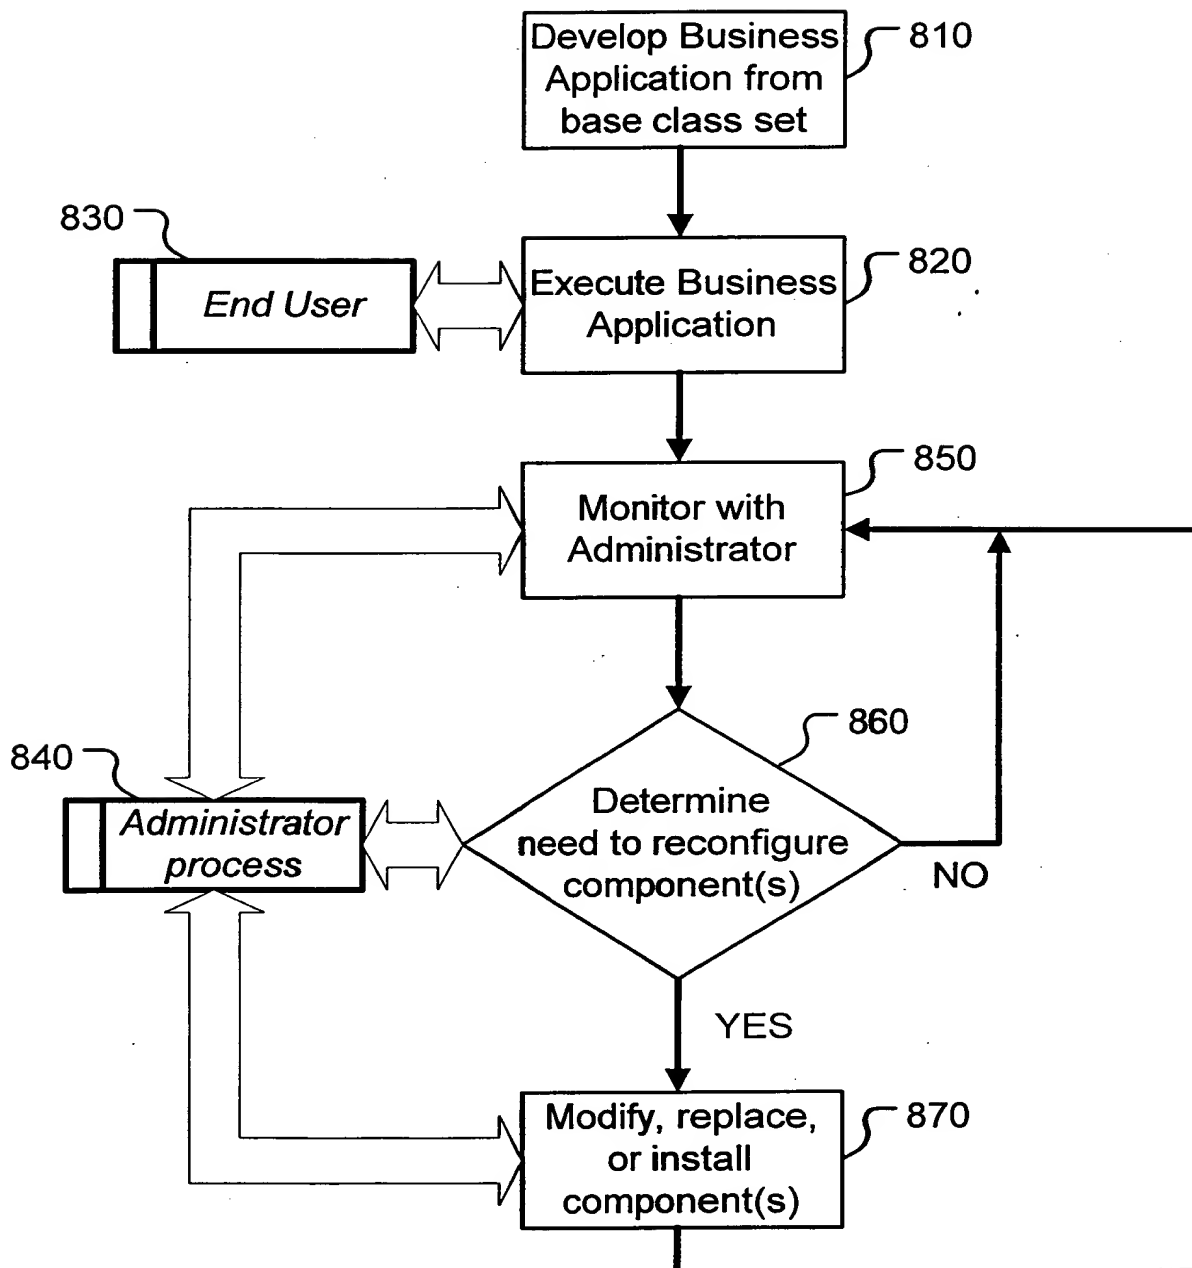 Develop Business
Application from
base class set
810
830
End User
Execute Business
Application
820
850
Monitor with
Administrator
840
Administrator
process
860
Determine
need to reconfigure
component(s)
NO
YES
Modify, replace,
or install
component(s)
870